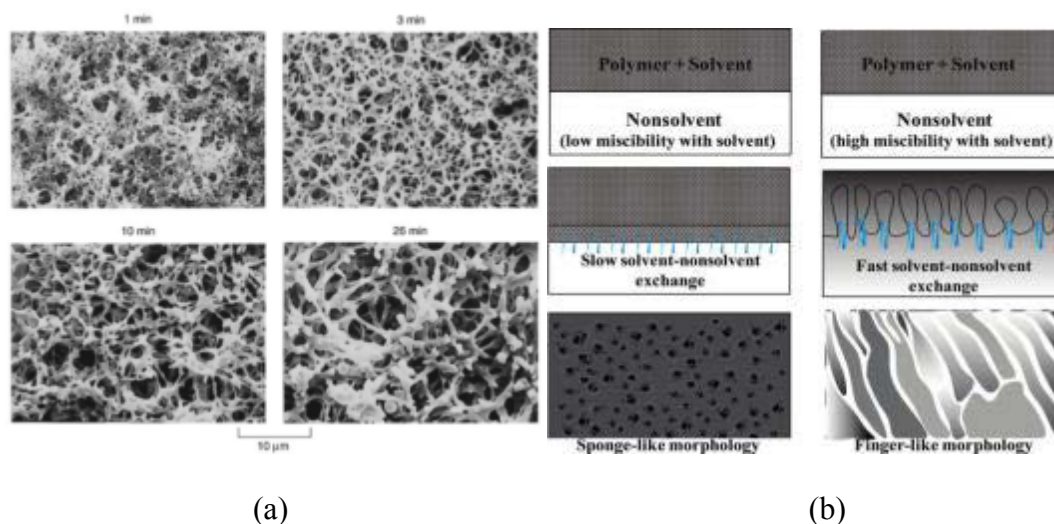 1 min
3 min
10 min
26 min
10 µm
Polymer + Solvent
Nonsolvent
(low miscibility with solvent)
Slow solvent-nonsolvent
exchange
Sponge-like morphology
Polymer + Solvent
Nonsolvent
(high miscibility with solvent)
Fast solvent-nonsolvent
exchange
Finger-like morphology
(a)
(b)